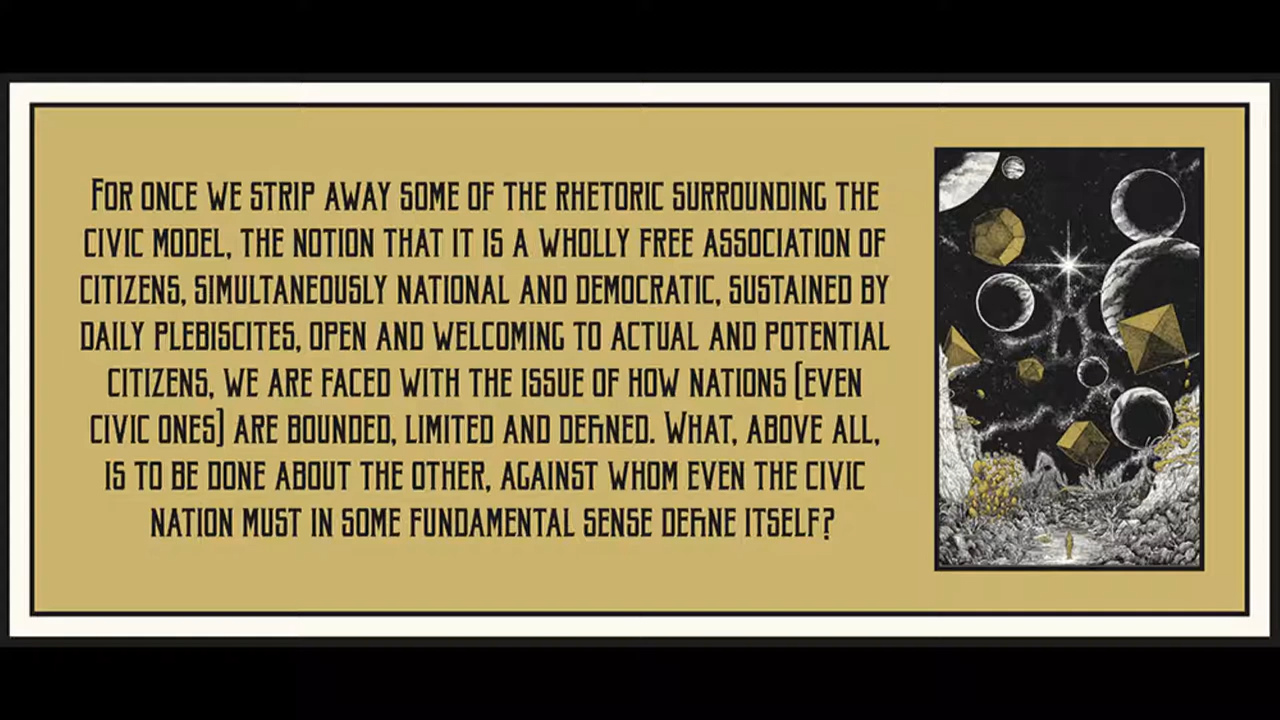 For once we strip away some of the rhetoric surrounding the
civic model, the notion that it is a wholly free association of
citizens, simultaneously national and democratic, sustained by
daily plebiscites, open and welcoming to actual and potential
citizens, we are faced with the issue of how nations (even
civic ones) are bounded, limited and defined. What, above all,
is to be done about the other, against whom even the civic
nation must in some fundamental sense define itself?